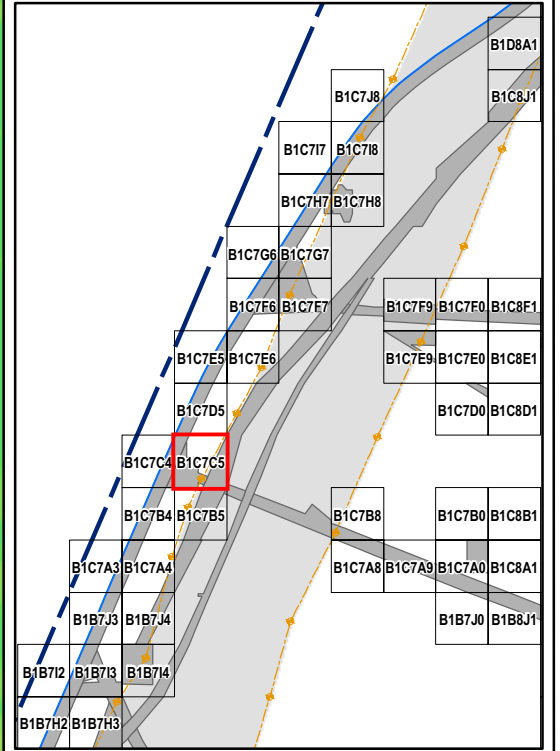 B1D8A1
B1C7J8 B1C8J1
B1C7I7 B1C7I8
B1C7H7 B1C7H8
B1C7G6 B1C7G7
B1C7F6 B1C7F7 B1C7F9 B1C7F0 B1C8F1
B1C7E5 B1C7E6 B1C7E9 B1C7E0 B1C8E1
B1C7D5 B1C7D0 B1C8D1
B1C7C4 B1C7C5
B1C7B4 B1C7B5 B1C7B8 B1C7B0 B1C8B1
B1C7A3 B1C7A4 B1C7A8 B1C7A9 B1C7A0 B1C8A1
B1B7J3 B1B7J4 B1B7J0 B1B8J1
B1B7I2 B1B7I3 B1B7I4
B1B7H2 B1B7H3